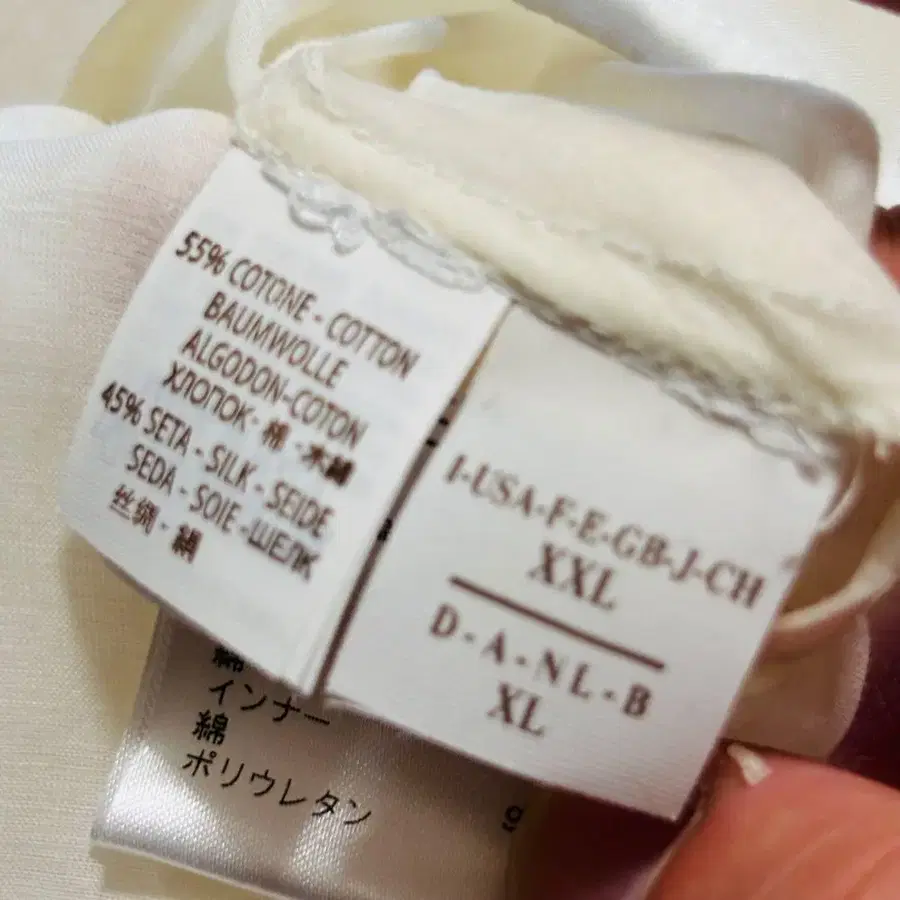 55% COTONE - COTTON
BAUMWOLLE
ALGODON-COTON
ХЛОПОК - 棉 - 木綿
45% SETA - SILK - SEIDE
SEDA - SOIE - ШЕЛК
丝绸 - 絹
I-USA-F-E-GB-J-CH
XXL
D - A - N L - B
XL
綿
インナー
綿
ポリウレタン